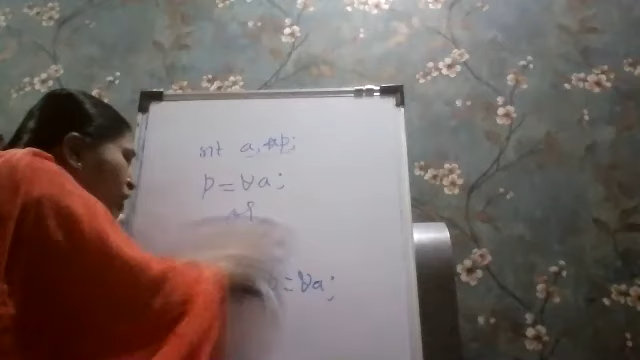 int a, *p;
p = &a;
= &a;